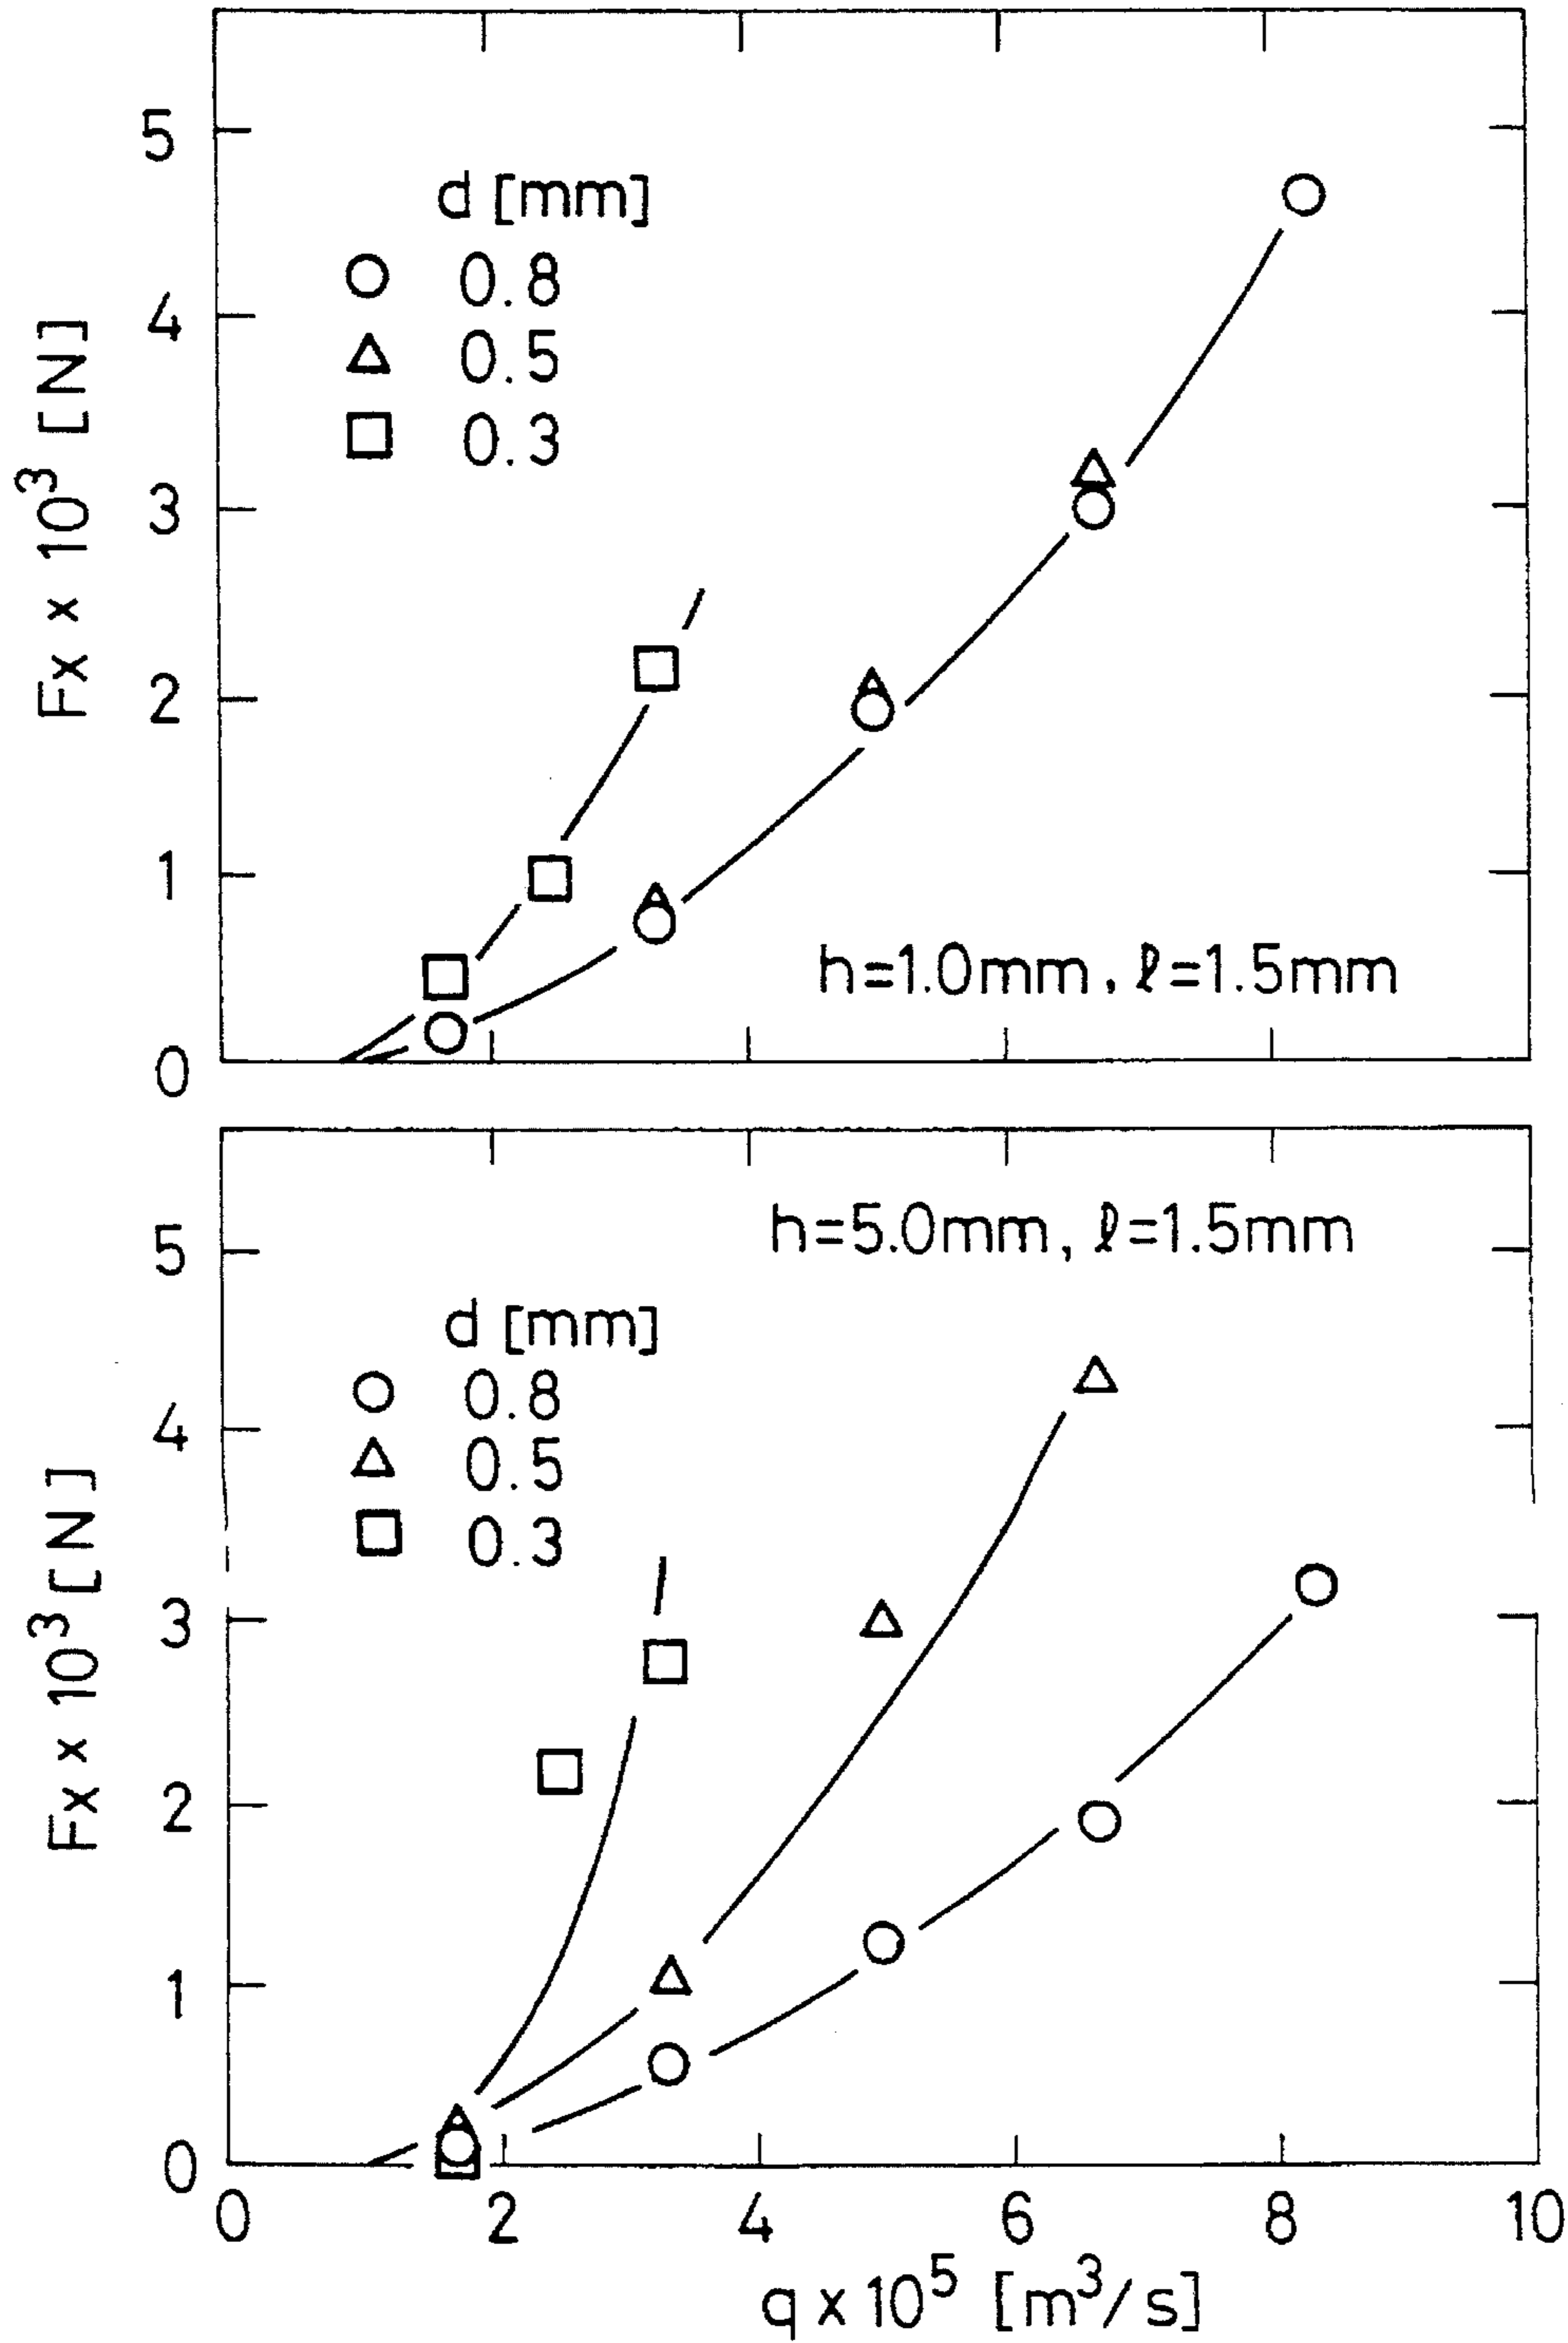 5
d [mm]
0.8
4
0.5
0.3
3
2
1
h=1.0mm, ℓ=1.5mm
0
Fx × 10³ [N]
h=5.0mm, ℓ=1.5mm
5
d [mm]
0.8
4
0.5
0.3
3
2
1
0
Fx × 10³ [N]
0 2 4 6 8 10
q × 10⁵ [m³/s]